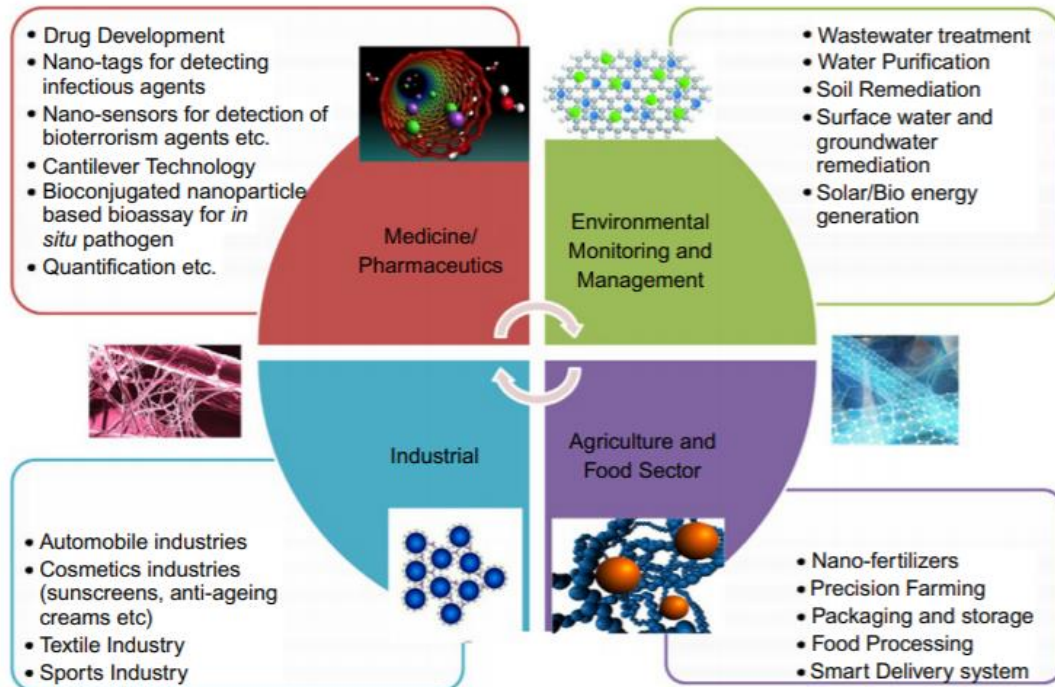 • Drug Development
• Nano-tags for detecting
infectious agents
• Nano-sensors for detection of
bioterrorism agents etc.
• Cantilever Technology
• Bioconjugated nanoparticle
based bioassay for in
situ pathogen
• Quantification etc.
Medicine/
Pharmaceutics
Environmental
Monitoring and
Management
• Wastewater treatment
• Water Purification
• Soil Remediation
• Surface water and
groundwater
remediation
• Solar/Bio energy
generation
Industrial
Agriculture and
Food Sector
• Automobile industries
• Cosmetics industries
(sunscreens, anti-ageing
creams etc)
• Textile Industry
• Sports Industry
• Nano-fertilizers
• Precision Farming
• Packaging and storage
• Food Processing
• Smart Delivery system